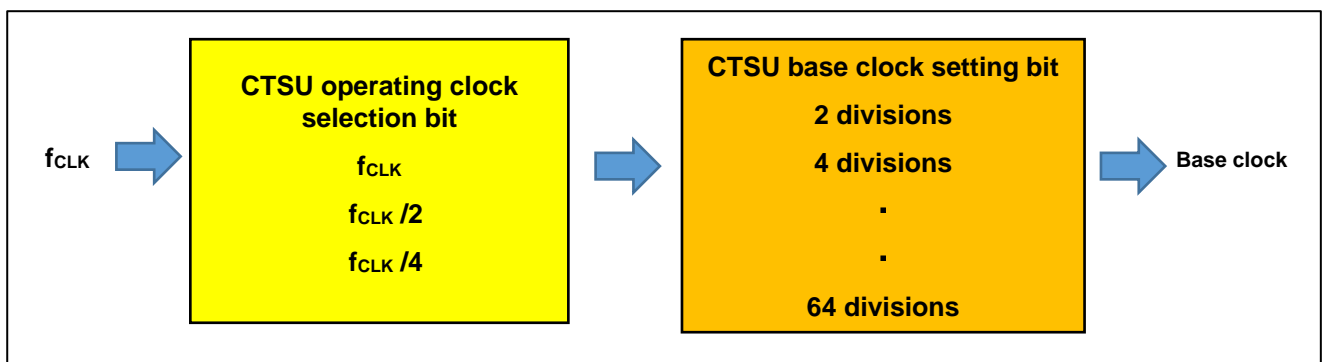 fCLK
CTSU operating clock
selection bit
fCLK
fCLK /2
fCLK /4
CTSU base clock setting bit
2 divisions
4 divisions
.
.
64 divisions
Base clock